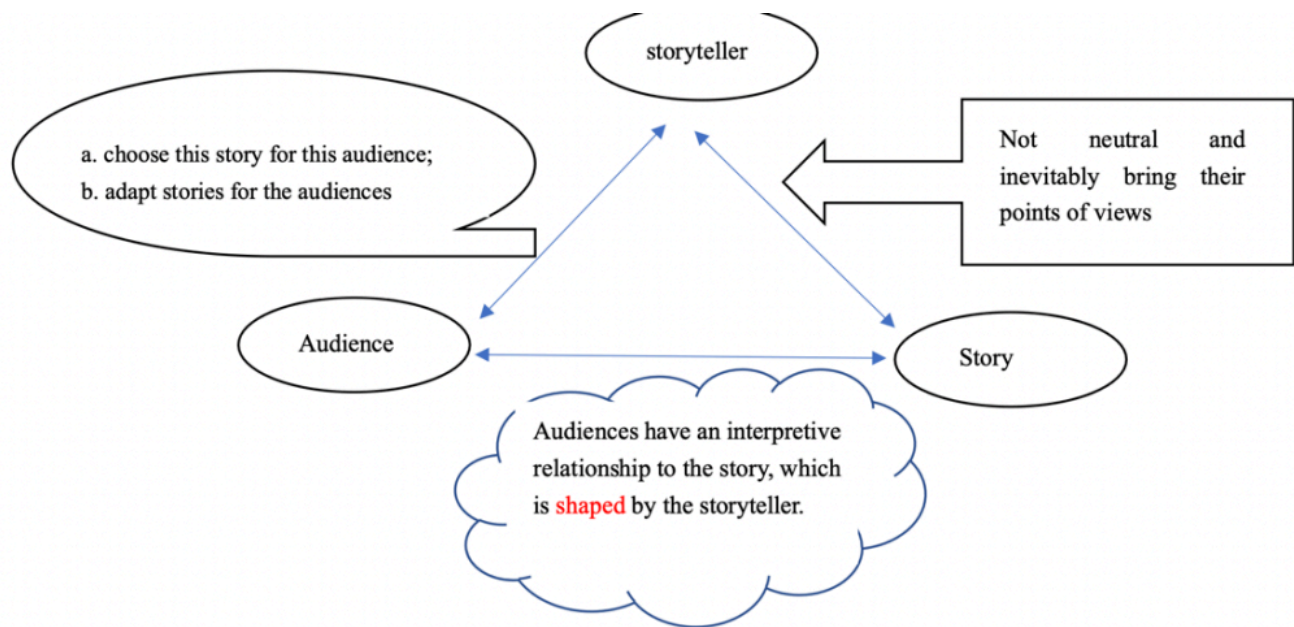 storyteller
a. choose this story for this audience;
b. adapt stories for the audiences
Not neutral and
inevitably bring their
points of views
Audience
Story
Audiences have an interpretive
relationship to the story, which
is shaped by the storyteller.